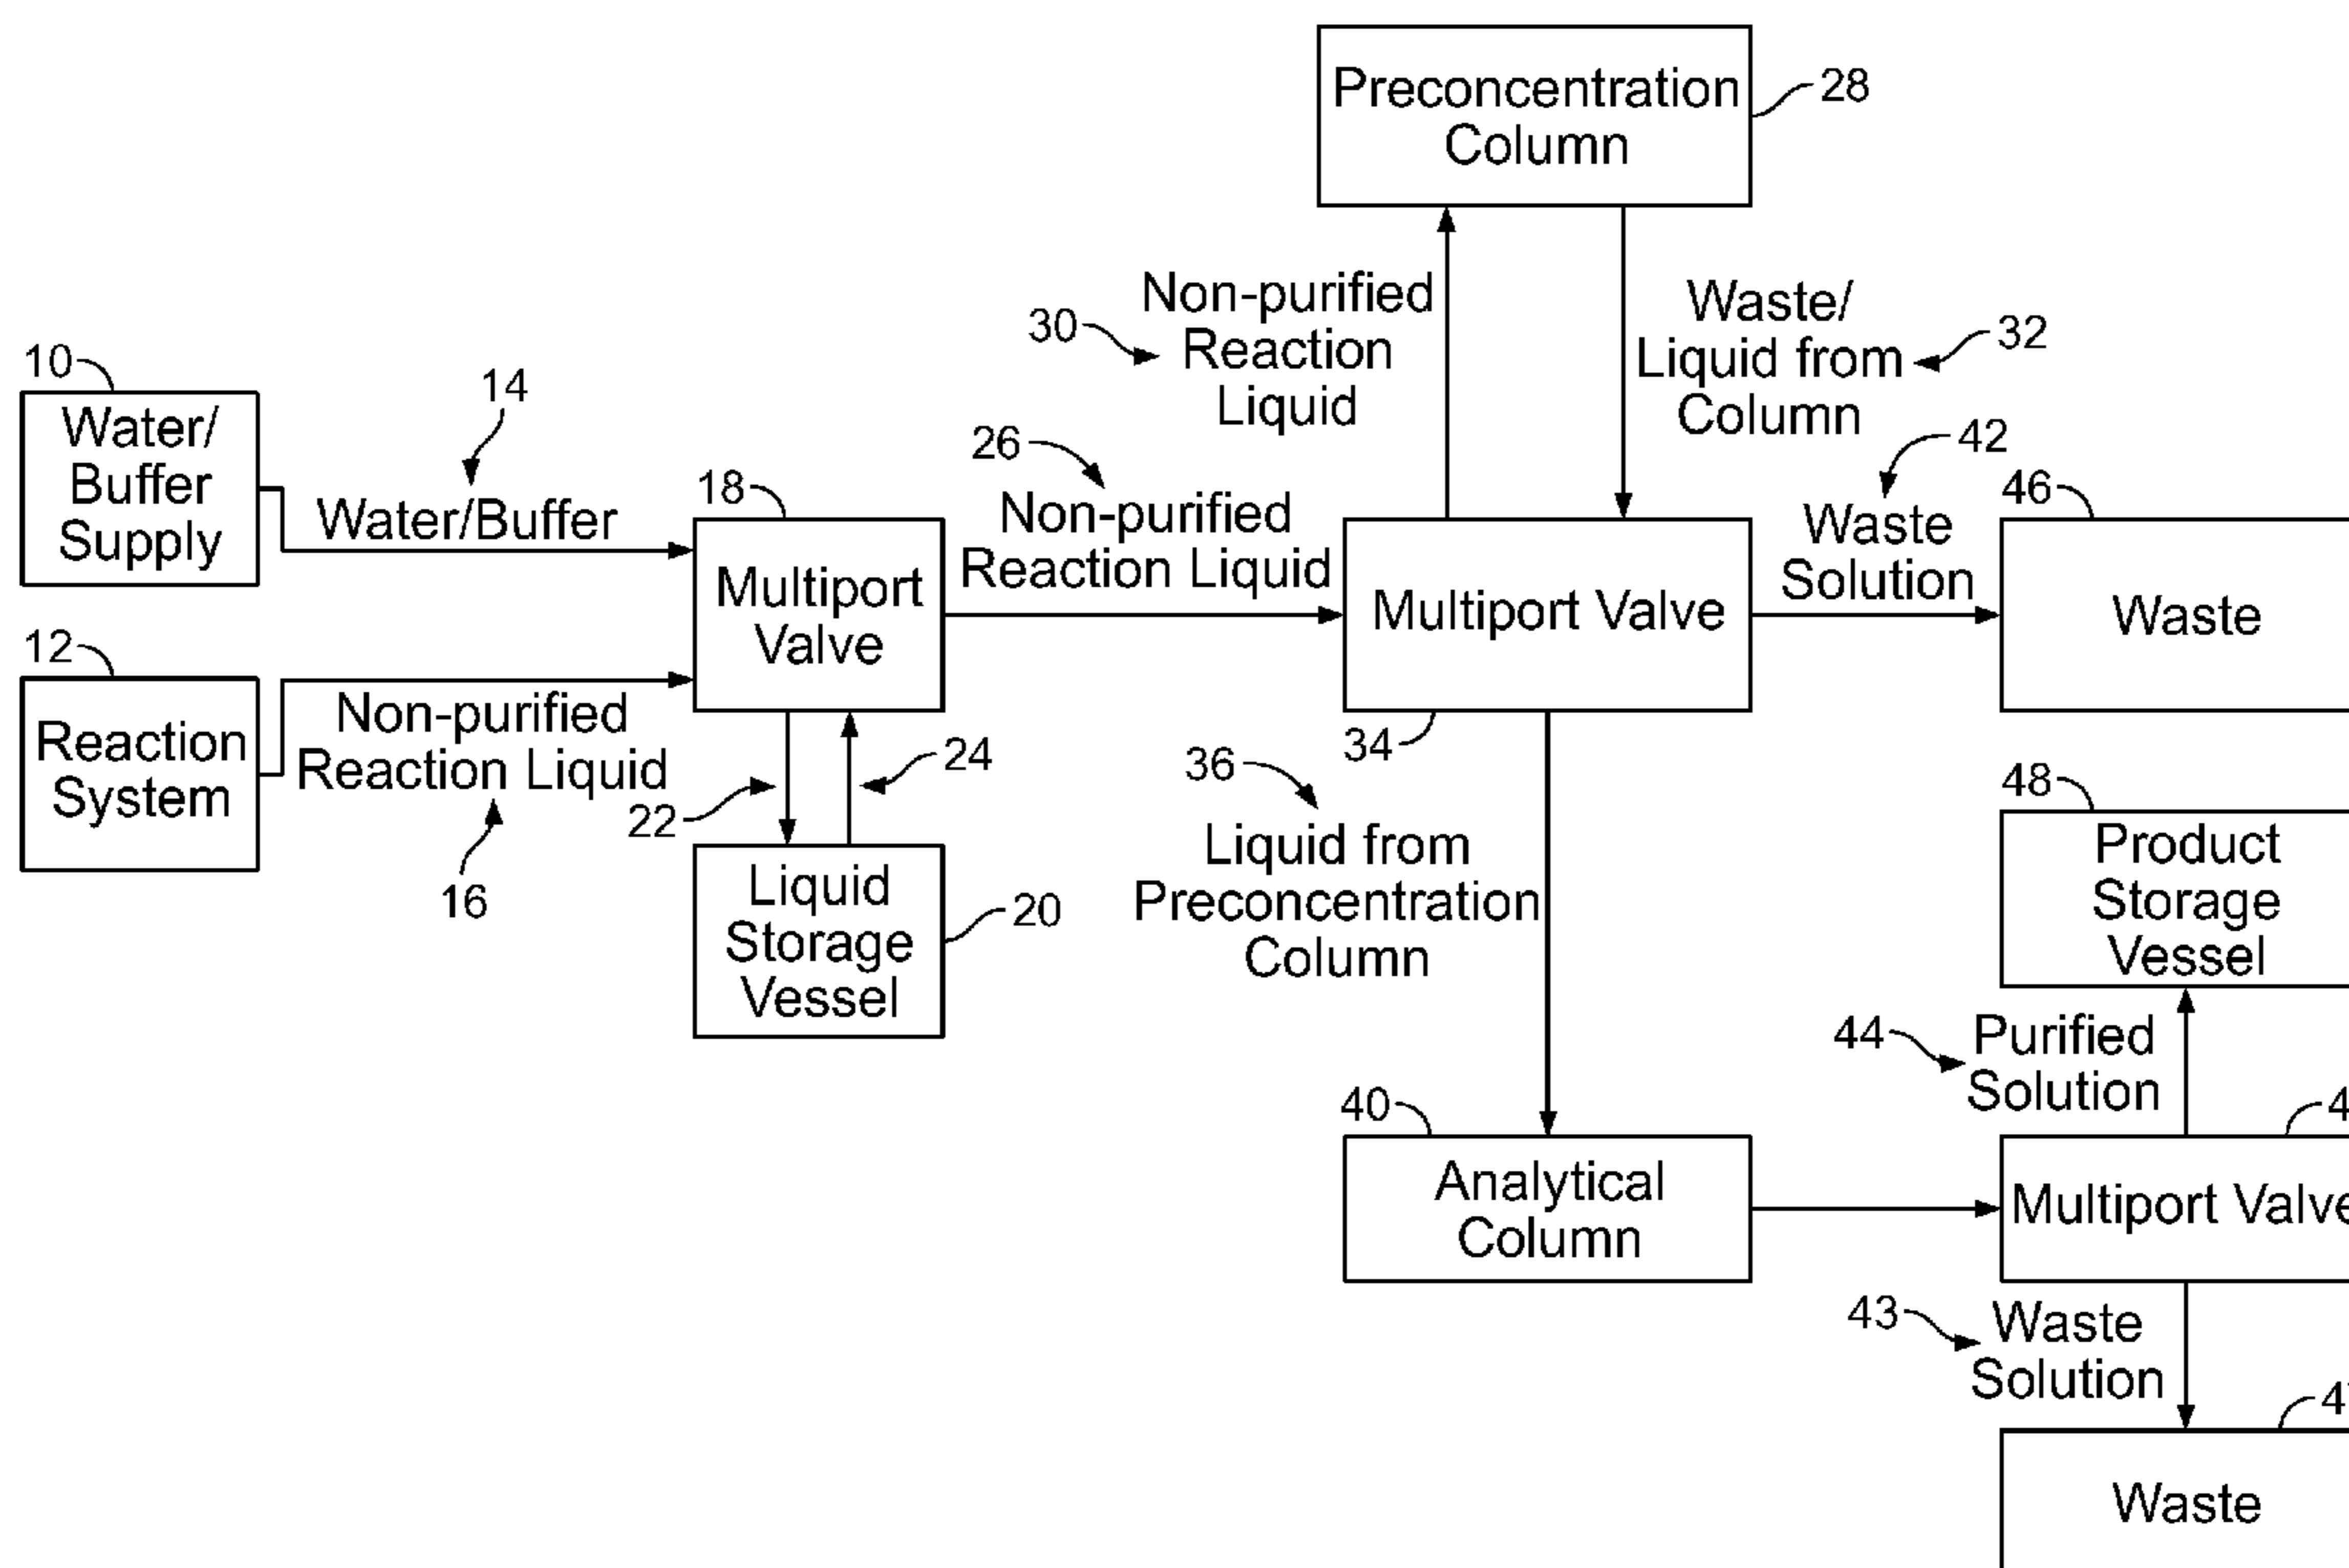 Preconcentration
Column
28
Non-purified
Reaction
Liquid
30
Waste/
Liquid from
Column
32
10
Water/
Buffer
Supply
14
Water/Buffer
12
Reaction
System
Non-purified
Reaction Liquid
16
18
Multiport
Valve
22
24
Liquid
Storage
Vessel
20
26
Non-purified
Reaction Liquid
Multiport Valve
34
42
Waste
Solution
46
Waste
36
Liquid from
Preconcentration
Column
48
Product
Storage
Vessel
44
Purified
Solution
40
Analytical
Column
Multiport Valve
43
Waste
Solution
Waste